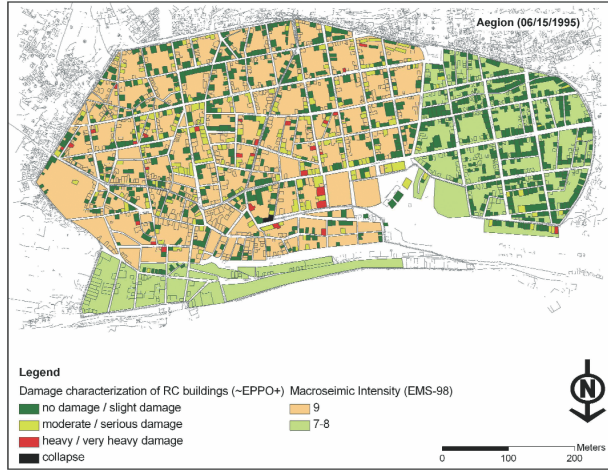 Aegion (06/15/1995)
Legend
Damage characterization of RC buildings (~EPPO+) Macroseimic Intensity (EMS-98)
no damage / slight damage 9
moderate / serious damage 7-8
heavy / very heavy damage
collapse
N
Meters
0 100 200